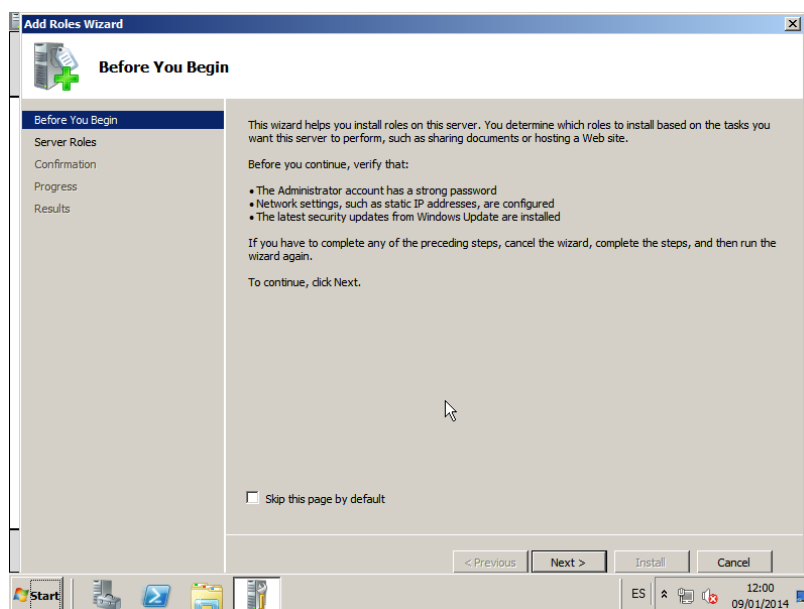 Add Roles Wizard
Before You Begin
Before You Begin
Server Roles
Confirmation
Progress
Results
This wizard helps you install roles on this server. You determine which roles to install based on the tasks you
want this server to perform, such as sharing documents or hosting a Web site.
Before you continue, verify that:
• The Administrator account has a strong password
• Network settings, such as static IP addresses, are configured
• The latest security updates from Windows Update are installed
If you have to complete any of the preceding steps, cancel the wizard, complete the steps, and then run the
wizard again.
To continue, click Next.
Skip this page by default
< Previous
Next >
Install
Cancel
Start
ES
12:00
09/01/2014